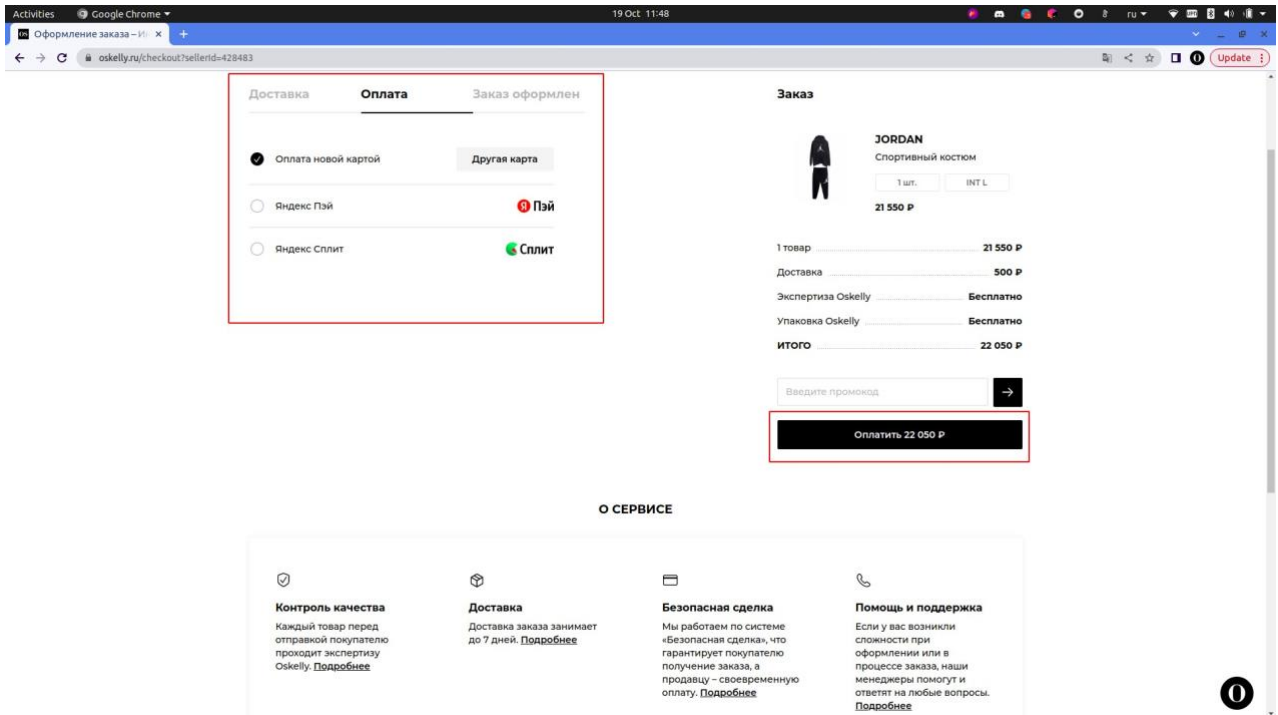 Activities
Google Chrome
19 Oct 11:48
ru
Оформление заказа – И
oskelly.ru/checkout?sellerId=428483
Update
Доставка
Оплата
Заказ оформлен
Оплата новой картой
Другая карта
Яндекс Пэй
Я Пэй
Яндекс Сплит
Сплит
Заказ
JORDAN
Спортивный костюм
1 шт.
INT L
21 550 ₽
1 товар 21 550 ₽
Доставка 500 ₽
Экспертиза Oskelly Бесплатно
Упаковка Oskelly Бесплатно
ИТОГО 22 050 ₽
Введите промокод
Оплатить 22 050 ₽
О СЕРВИСЕ
Контроль качества
Каждый товар перед
отправкой покупателю
проходит экспертизу
Oskelly. Подробнее
Доставка
Доставка заказа занимает
до 7 дней. Подробнее
Безопасная сделка
Мы работаем по системе
«Безопасная сделка», что
гарантирует покупателю
получение заказа, а
продавцу – своевременную
оплату. Подробнее
Помощь и поддержка
Если у вас возникли
сложности при
оформлении или в
процессе заказа, наши
менеджеры помогут и
ответят на любые вопросы.
Подробнее